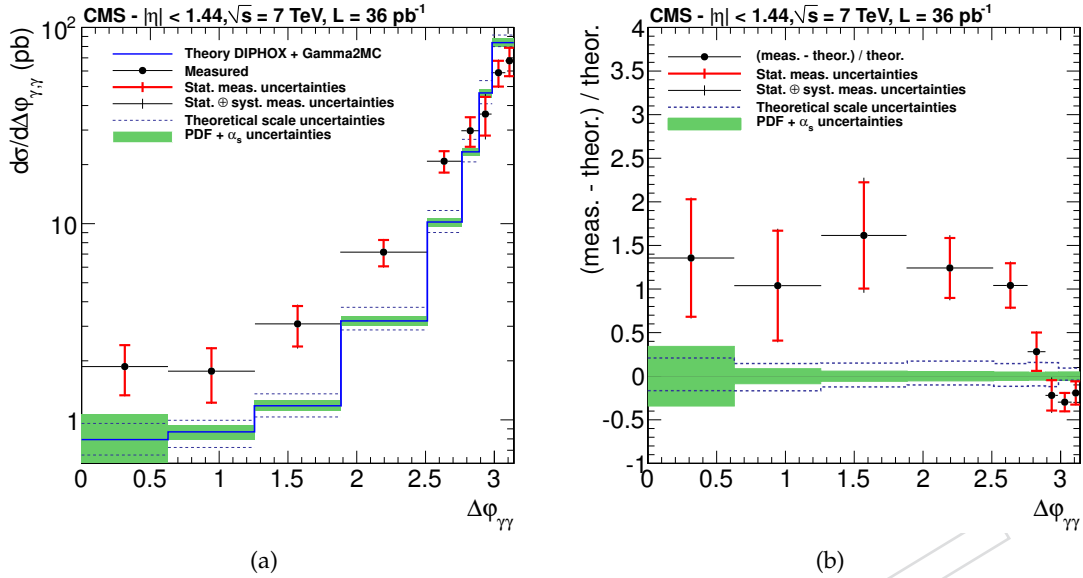 CMS - |η| < 1.44,√s = 7 TeV, L = 36 pb⁻¹
dσ/dΔφγ,γ (pb)
10²
10
1
Theory DIPHOX + Gamma2MC
Measured
Stat. meas. uncertainties
Stat. ⊕ syst. meas. uncertainties
Theoretical scale uncertainties
PDF + αs uncertainties
0 0.5 1 1.5 2 2.5 3
Δφγγ
(a)
CMS - |η| < 1.44,√s = 7 TeV, L = 36 pb⁻¹
(meas. - theor.) / theor.
4
3.5
3
2.5
2
1.5
1
0.5
0
-0.5
-1
(meas. - theor.) / theor.
Stat. meas. uncertainties
Stat. ⊕ syst. meas. uncertainties
Theoretical scale uncertainties
PDF + αs uncertainties
0 0.5 1 1.5 2 2.5 3
Δφγγ
(b)